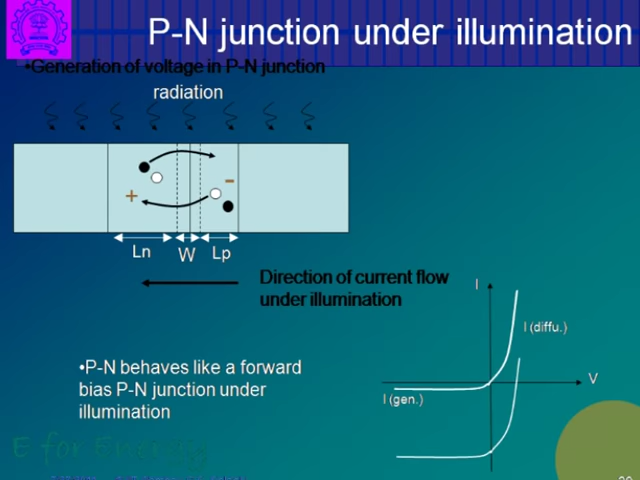 P-N junction under illumination
•Generation of voltage in P-N junction
radiation
+
-
Ln
W
Lp
Direction of current flow
under illumination
I
I (diffu.)
V
I (gen.)
•P-N behaves like a forward
bias P-N junction under
illumination
E for Energy